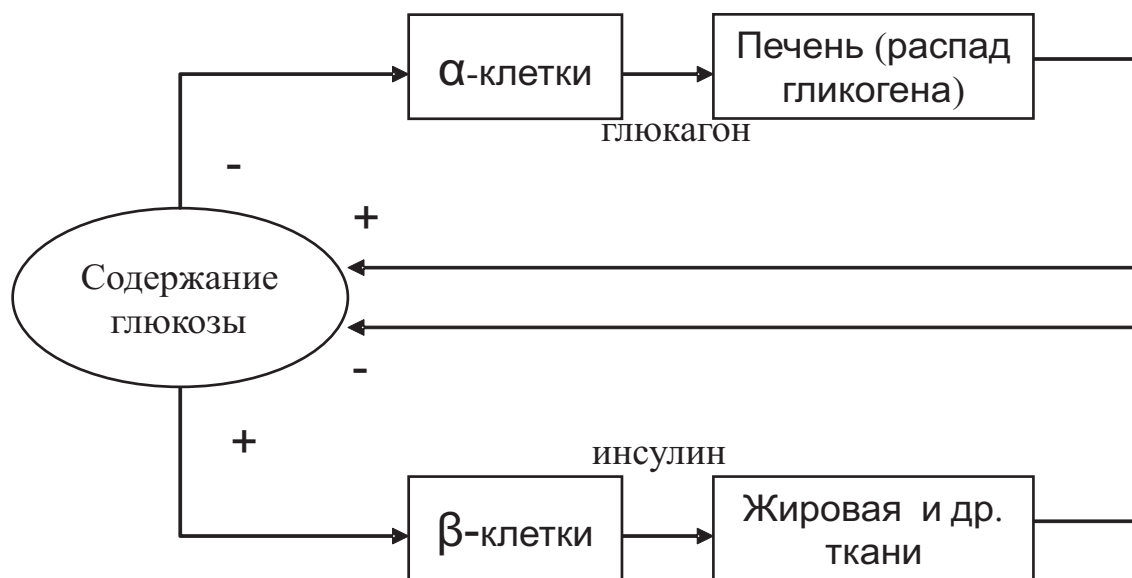 α-клетки
Печень (распад
гликогена)
глюкагон
-
+
Содержание
глюкозы
-
+
инсулин
β-клетки
Жировая и др.
ткани